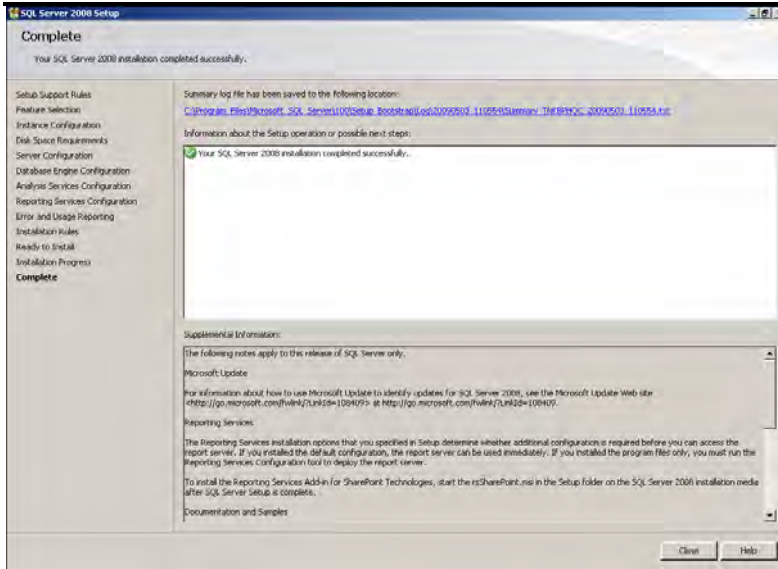 SQL Server 2008 Setup
Complete
Your SQL Server 2008 installation completed successfully.
Setup Support Rules
Feature Selection
Instance Configuration
Disk Space Requirements
Server Configuration
Database Engine Configuration
Analysis Services Configuration
Reporting Services Configuration
Error and Usage Reporting
Installation Rules
Ready to Install
Installation Progress
Complete
Summary log file has been saved to the following location:
C:\Program Files\Microsoft SQL Server\100\Setup Bootstrap\Log\20090503_110554\
Information about the Setup operation or possible next steps:
Your SQL Server 2008 installation completed successfully.
Supplemental Information:
The following notes apply to this release of SQL Server only.
Microsoft Update
For information about how to use Microsoft Update to identify updates for SQL Server 2008, see the Microsoft Update Web site
<http://go.microsoft.com/fwlink/?LinkId=108409> at http://go.microsoft.com/fwlink/?LinkId=108409.
Reporting Services
The Reporting Services installation options that you specified in Setup determine whether additional configuration is required before you can access the
report server. If you installed the default configuration, the report server can be used immediately. If you installed the program files only, you must run the
Reporting Services Configuration tool to deploy the report server.
To install the Reporting Services Add-in for SharePoint Technologies, start the rsSharePoint.msi in the Setup folder on the SQL Server 2008 installation media
after SQL Server Setup is complete.
Documentation and Samples
Close
Help